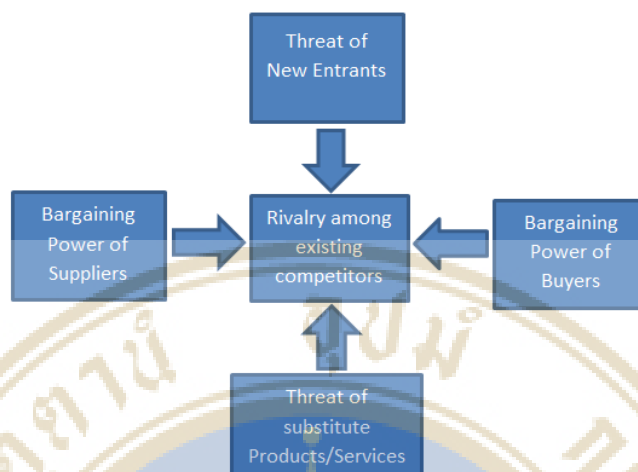 Threat of
New Entrants
Bargaining
Power of
Suppliers
Rivalry among
existing
competitors
Bargaining
Power of
Buyers
Threat of
substitute
Products/Services